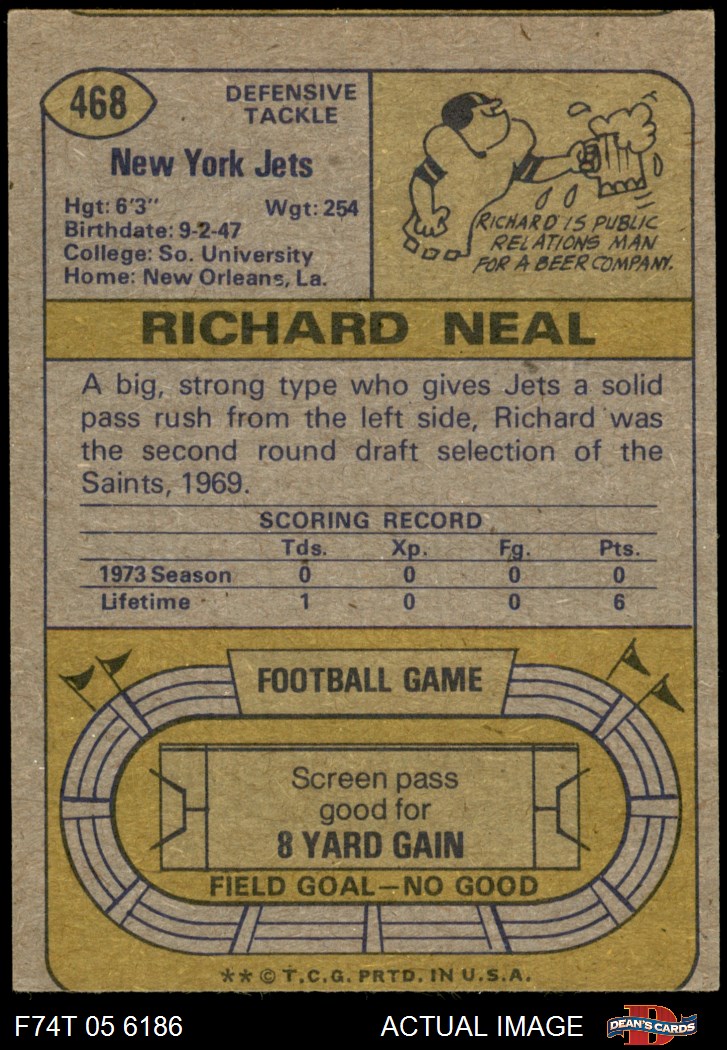 468
DEFENSIVE
TACKLE
New York Jets
Hgt: 6'3" Wgt: 254
Birthdate: 9-2-47
College: So. University
Home: New Orleans, La.
RICHARD IS PUBLIC
RELATIONS MAN
FOR A BEER COMPANY.
RICHARD NEAL
A big, strong type who gives Jets a solid
pass rush from the left side, Richard was
the second round draft selection of the
Saints, 1969.
SCORING RECORD
Tds. Xp. Fg. Pts.
1973 Season 0 0 0 0
Lifetime 1 0 0 6
FOOTBALL GAME
Screen pass
good for
8 YARD GAIN
FIELD GOAL—NO GOOD
**© T.C.G. PRTD. IN U.S.A.
F74T 05 6186 ACTUAL IMAGE D DEAN'S CARDS